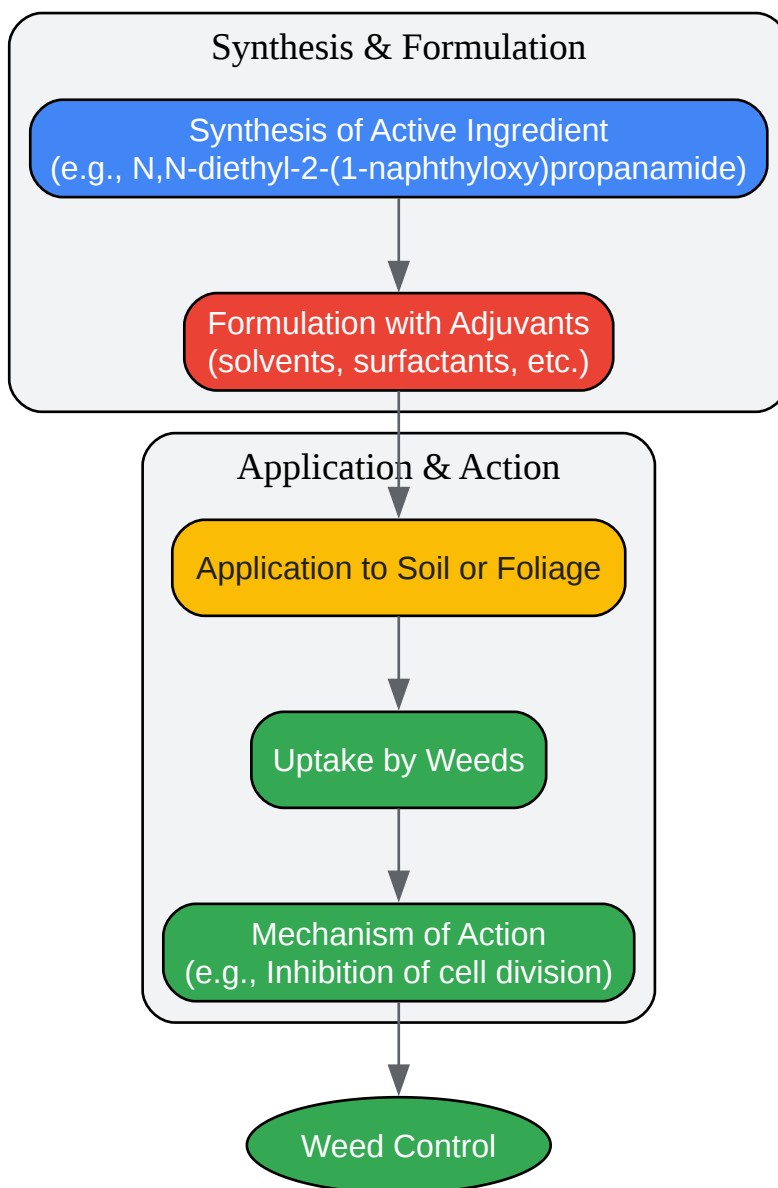 Synthesis & Formulation
Synthesis of Active Ingredient
(e.g., N,N-diethyl-2-(1-naphthyloxy)propanamide)
Formulation with Adjuvants
(solvents, surfactants, etc.)
Application & Action
Application to Soil or Foliage
Uptake by Weeds
Mechanism of Action
(e.g., Inhibition of cell division)
Weed Control